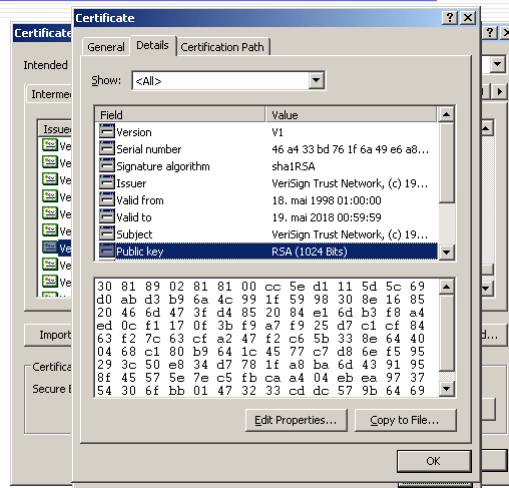 Certificate
Certificate
Intended
Interme
Issue
Ve
Ve
Ve
Ve
Ve
Ve
Ve
Ve
Ve
Import
Certifica
Secure E
General Details Certification Path
Show: <All>
Field Value
Version V1
Serial number 46 a4 33 bd 76 1f 6a 49 e6 a8...
Signature algorithm sha1RSA
Issuer VeriSign Trust Network, (c) 19...
Valid from 18. mai 1998 01:00:00
Valid to 19. mai 2018 00:59:59
Subject VeriSign Trust Network, (c) 19...
Public key RSA (1024 Bits)
30 81 89 02 81 81 00 cc 5e d1 11 5d 5c 69
d0 ab d3 b9 6a 4c 99 1f 59 98 30 8e 16 85
20 46 6d 47 3f d4 85 20 84 e1 6d b3 f8 a4
ed 0c f1 17 0f 3b f9 a7 f9 25 d7 c1 cf 84
63 f2 7c 63 cf a2 47 f2 c6 5b 33 8e 64 40
04 68 c1 80 b9 64 1c 45 77 c7 d8 6e f5 95
29 3c 50 e8 34 d7 78 1f a8 ba 6d 43 91 95
8f 45 57 5e 7e c5 fb ca a4 04 eb ea 97 37
54 30 6f bb 01 47 32 33 cd dc 57 9b 64 69
Edit Properties... Copy to File...
OK
d...